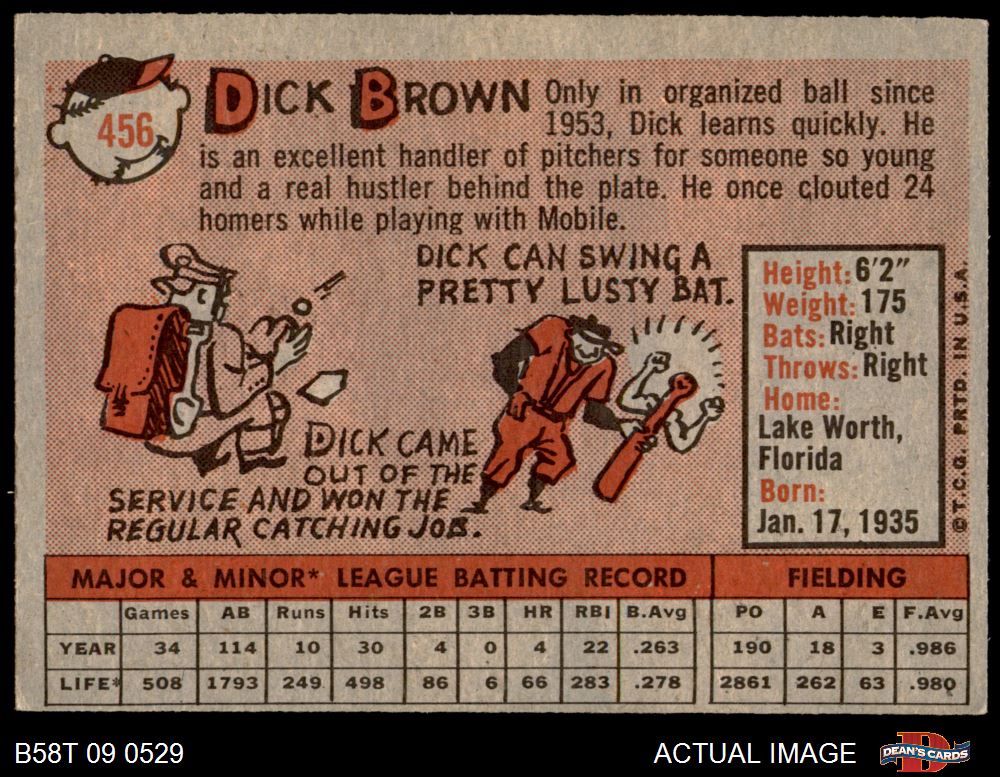 456
DICK BROWN Only in organized ball since
1953, Dick learns quickly. He
is an excellent handler of pitchers for someone so young
and a real hustler behind the plate. He once clouted 24
homers while playing with Mobile.
DICK CAN SWING A
PRETTY LUSTY BAT.
DICK CAME
OUT OF THE
SERVICE AND WON THE
REGULAR CATCHING JOB.
Height: 6'2"
Weight: 175
Bats: Right
Throws: Right
Home:
Lake Worth,
Florida
Born:
Jan. 17, 1935
© T.C.G. PRTD. IN U.S.A.
MAJOR & MINOR* LEAGUE BATTING RECORD FIELDING
Games AB Runs Hits 2B 3B HR RBI B.Avg PO A E F.Avg
YEAR 34 114 10 30 4 0 4 22 .263 190 18 3 .986
LIFE* 508 1793 249 498 86 6 66 283 .278 2861 262 63 .980
B58T 09 0529 ACTUAL IMAGE DEAN'S CARDS